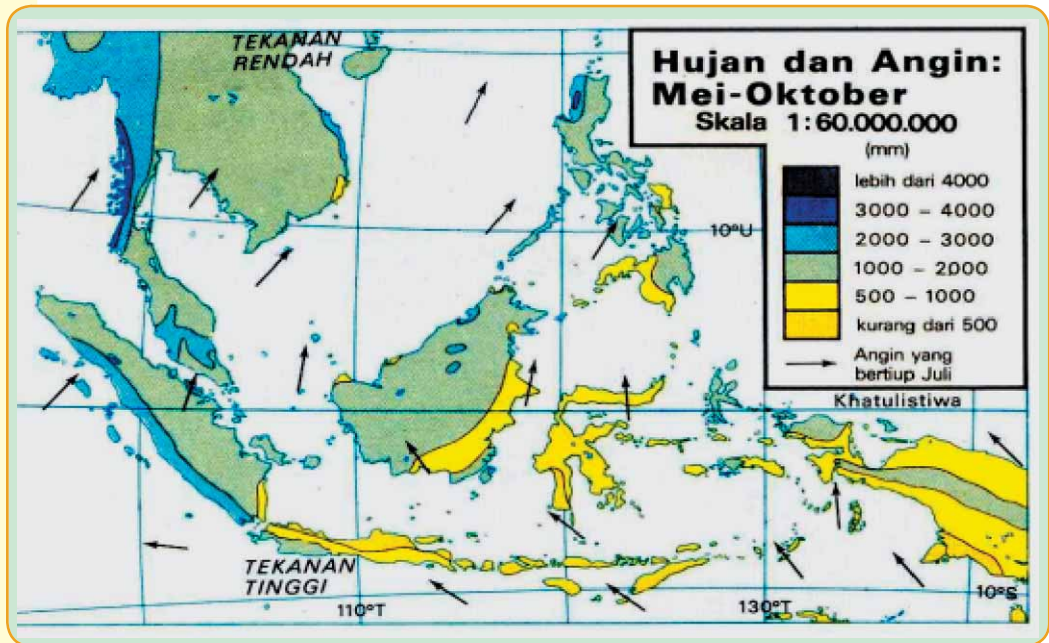 TEKANAN
RENDAH
Hujan dan Angin:
Mei-Oktober
Skala 1:60.000.000
(mm)
lebih dari 4000
3000 – 4000
2000 – 3000
1000 – 2000
500 – 1000
kurang dari 500
Angin yang
bertiup Juli
10°U
Khatulistiwa
TEKANAN
TINGGI
110°T
130°T
10°S